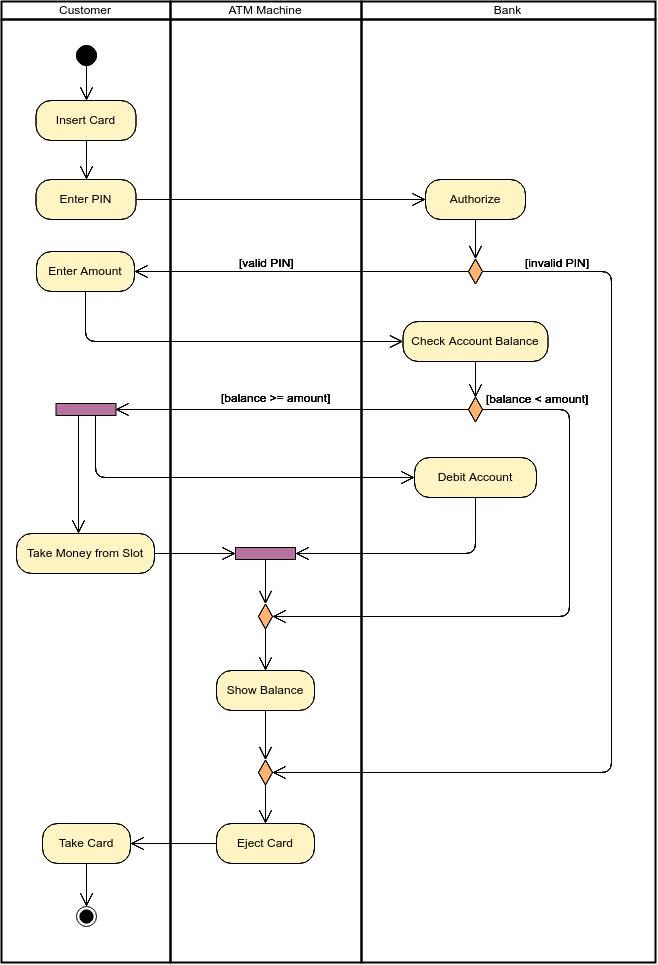 Customer
ATM Machine
Bank
Insert Card
Enter PIN
Authorize
[valid PIN]
[invalid PIN]
Enter Amount
Check Account Balance
[balance >= amount]
[balance < amount]
Debit Account
Take Money from Slot
Show Balance
Take Card
Eject Card